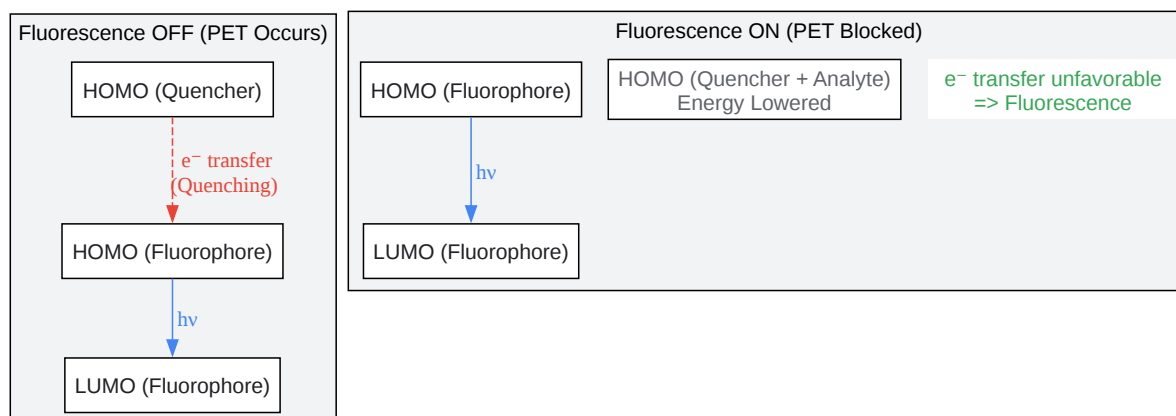 Fluorescence OFF (PET Occurs)
HOMO (Quencher)
e⁻ transfer
(Quenching)
HOMO (Fluorophore)
hν
LUMO (Fluorophore)
Fluorescence ON (PET Blocked)
HOMO (Fluorophore)
hν
LUMO (Fluorophore)
HOMO (Quencher + Analyte)
Energy Lowered
e⁻ transfer unfavorable
=> Fluorescence